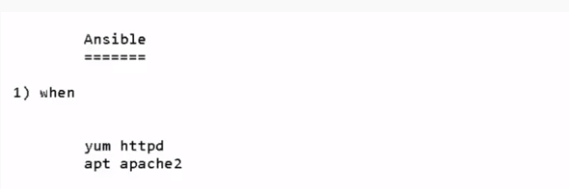 Ansible
=======
1) when
yum httpd
apt apache2